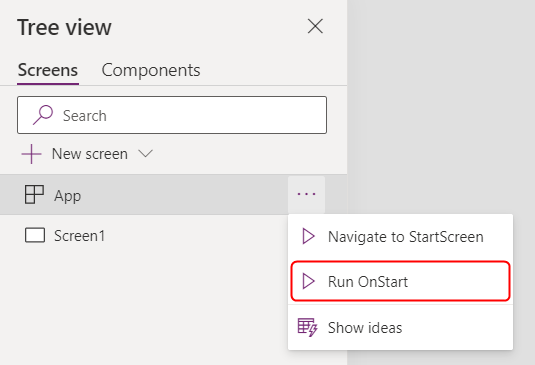 Tree view
Screens Components
Search
New screen
App
Screen1
Navigate to StartScreen
Run OnStart
Show ideas